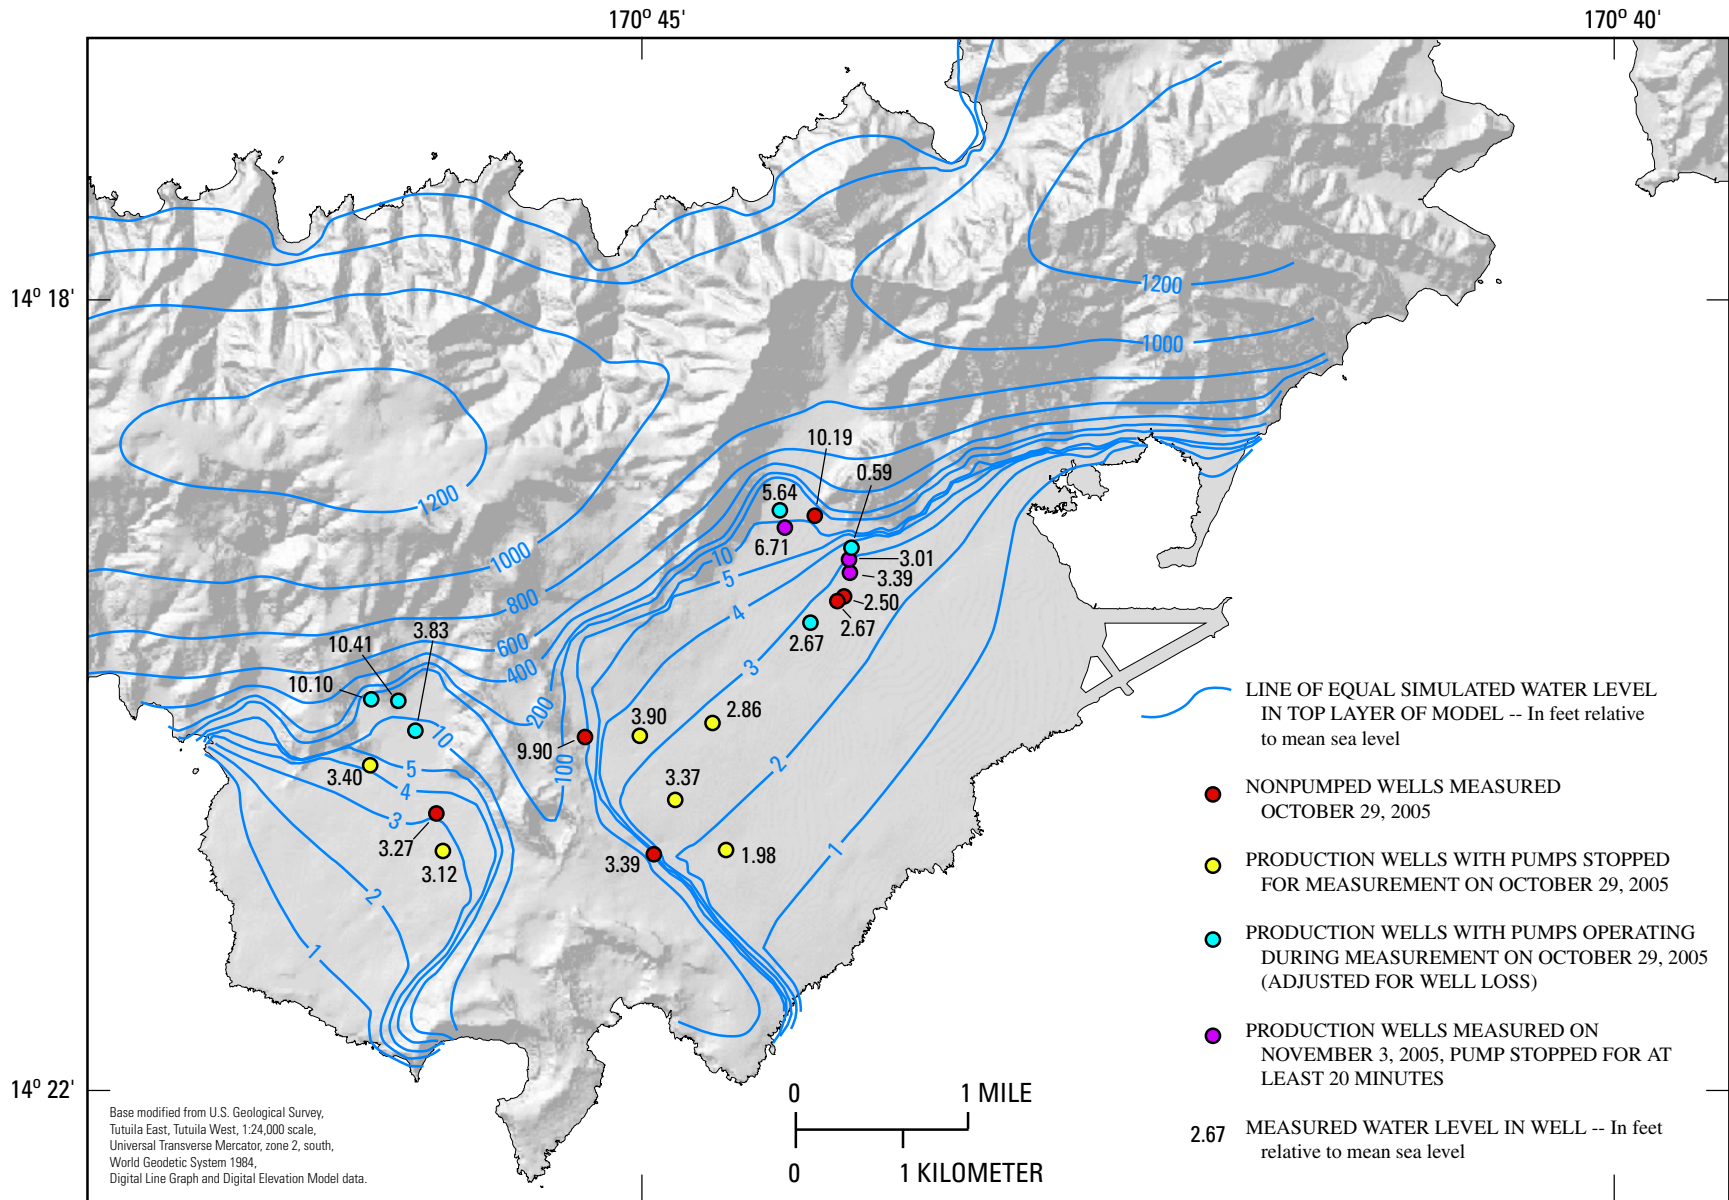 170° 45'
170° 40'
14° 18'
14° 22'
1200
1000
1200
1000
800
600
400
200
100
10
5
4
3
2
1
10
5
4
3
2
1
10.19
0.59
5.64
6.71
3.01
3.39
2.50
2.67
2.67
3.83
10.41
10.10
3.90
2.86
9.90
3.40
3.37
3.27
3.12
3.39
1.98
LINE OF EQUAL SIMULATED WATER LEVEL
IN TOP LAYER OF MODEL -- In feet relative
to mean sea level
NONPUMPED WELLS MEASURED
OCTOBER 29, 2005
PRODUCTION WELLS WITH PUMPS STOPPED
FOR MEASUREMENT ON OCTOBER 29, 2005
PRODUCTION WELLS WITH PUMPS OPERATING
DURING MEASUREMENT ON OCTOBER 29, 2005
(ADJUSTED FOR WELL LOSS)
PRODUCTION WELLS MEASURED ON
NOVEMBER 3, 2005, PUMP STOPPED FOR AT
LEAST 20 MINUTES
2.67 MEASURED WATER LEVEL IN WELL -- In feet
relative to mean sea level
0 1 MILE
0 1 KILOMETER
Base modified from U.S. Geological Survey,
Tutuila East, Tutuila West, 1:24,000 scale,
Universal Transverse Mercator, zone 2, south,
World Geodetic System 1984,
Digital Line Graph and Digital Elevation Model data.